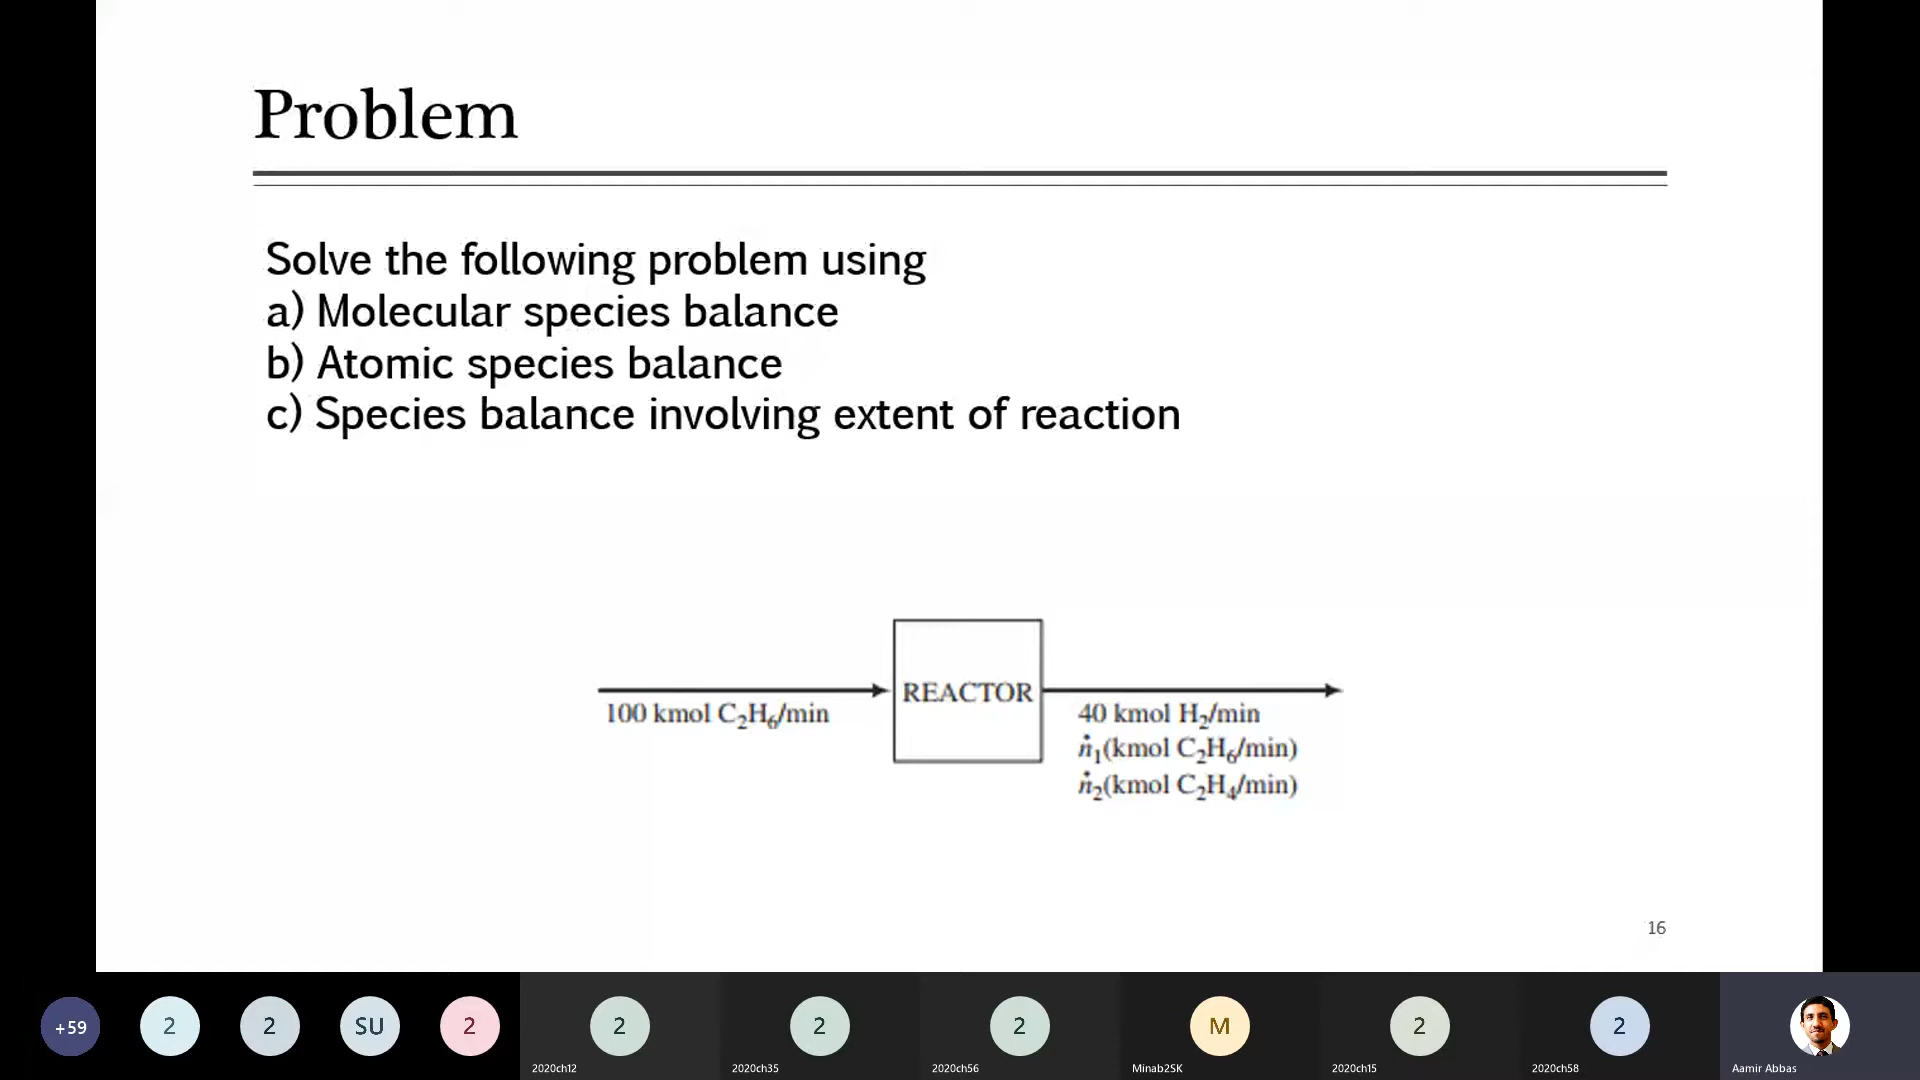 Problem
Solve the following problem using
a) Molecular species balance
b) Atomic species balance
c) Species balance involving extent of reaction
100 kmol C₂H₆/min
REACTOR
40 kmol H₂/min
ṅ₁(kmol C₂H₆/min)
ṅ₂(kmol C₂H₄/min)
16
+59
2
2
SU
2
2
2
2
M
2
2
2020ch12
2020ch35
2020ch56
Minab2SK
2020ch15
2020ch58
Aamir Abbas